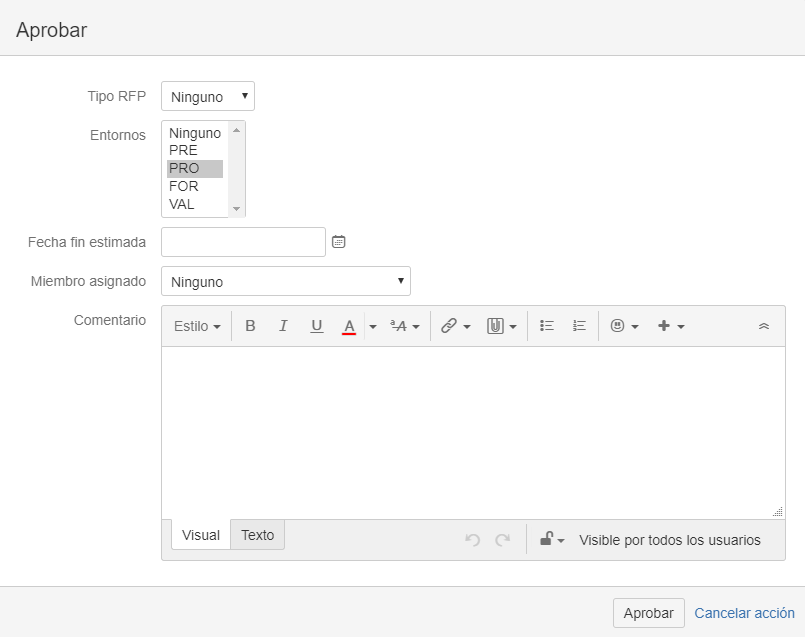 Aprobar
Tipo RFP Ninguno
Entornos Ninguno
PRE
PRO
FOR
VAL
Fecha fin estimada
Miembro asignado Ninguno
Comentario Estilo B I U A ªA
Visual Texto Visible por todos los usuarios
Aprobar Cancelar acción